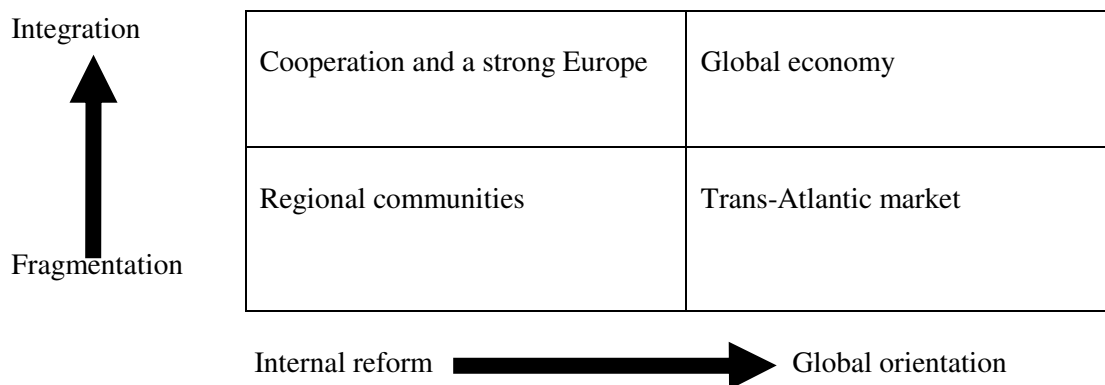 Integration
Cooperation and a strong Europe
Global economy
Regional communities
Trans-Atlantic market
Fragmentation
Internal reform
Global orientation